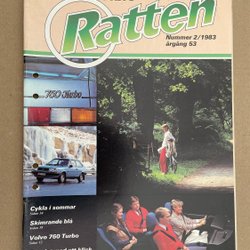 Ratten
Nummer 2/1983
årgång 53
760 Turbo
Cykla i sommar
Skimrande blå
Volvo 760 Turbo